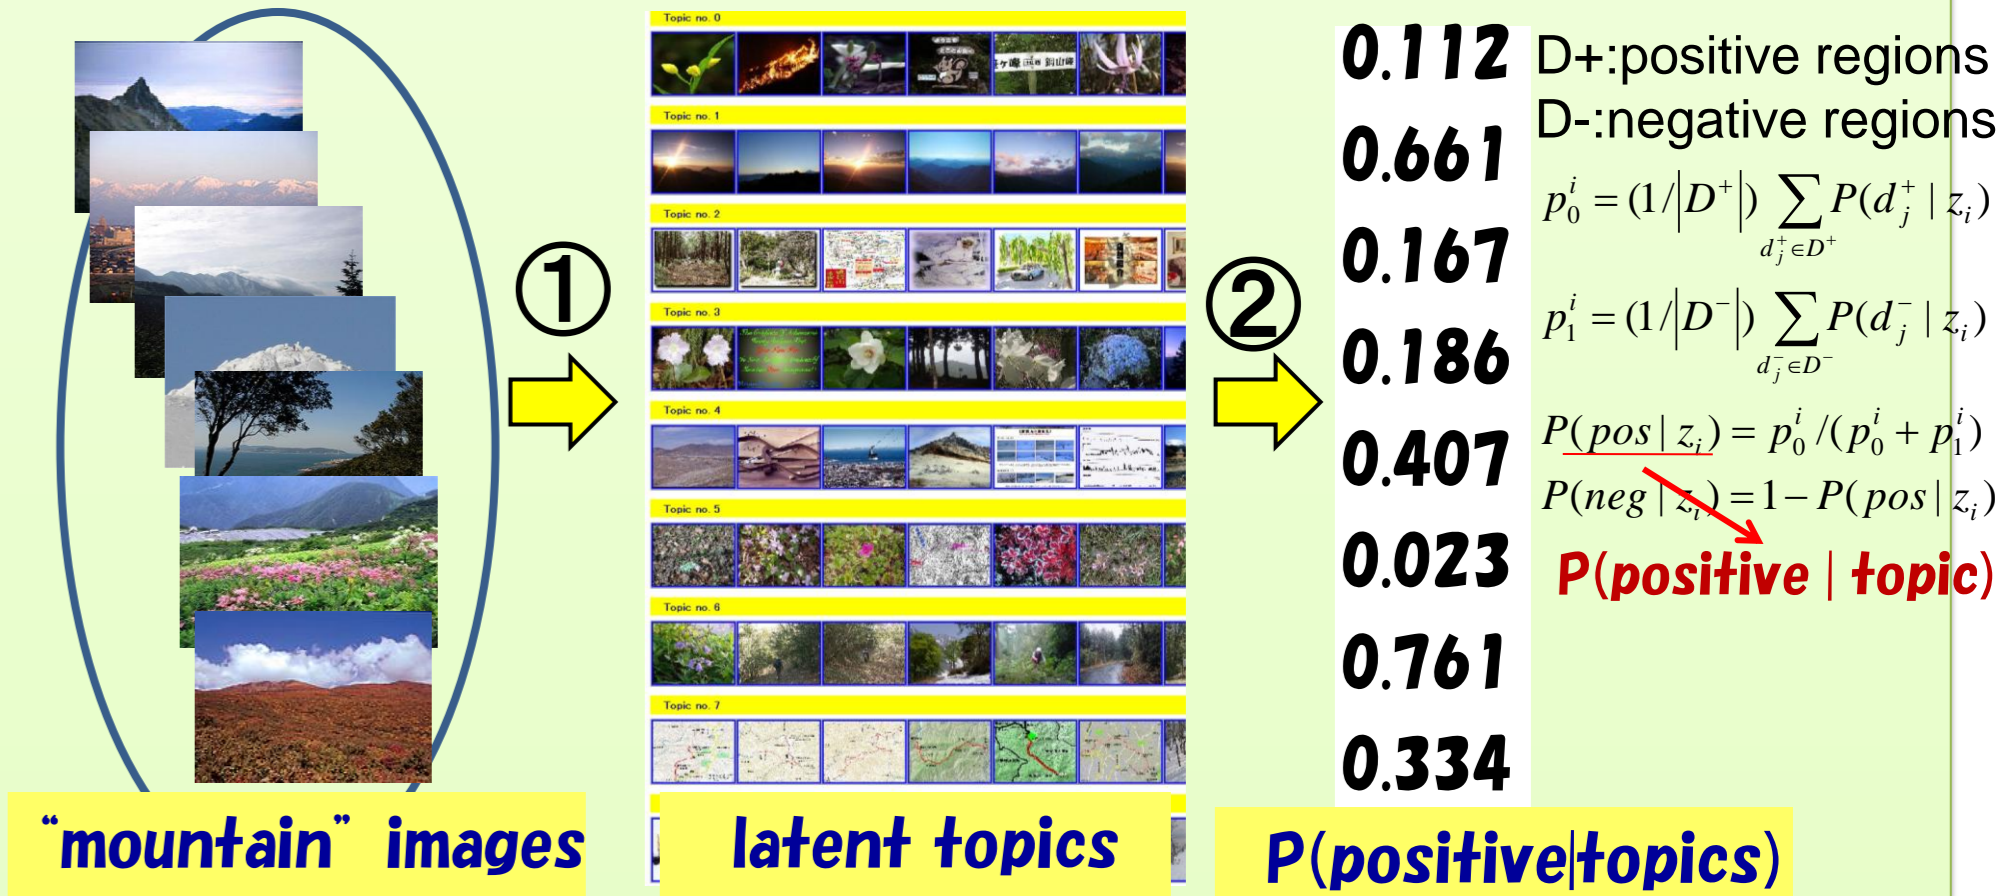 “mountain” images
①
Topic no. 0
Topic no. 1
Topic no. 2
Topic no. 3
Topic no. 4
Topic no. 5
Topic no. 6
Topic no. 7
latent topics
②
0.112
0.661
0.167
0.186
0.407
0.023
0.761
0.334
P(positive|topics)
D+:positive regions
D-:negative regions
p_0^i = (1/|D^+|) ∑_{d_j^+ ∈ D^+} P(d_j^+ | z_i)
p_1^i = (1/|D^-|) ∑_{d_j^- ∈ D^-} P(d_j^- | z_i)
P(pos | z_i) = p_0^i /(p_0^i + p_1^i)
P(neg | z_i) = 1 − P(pos | z_i)
P(positive | topic)